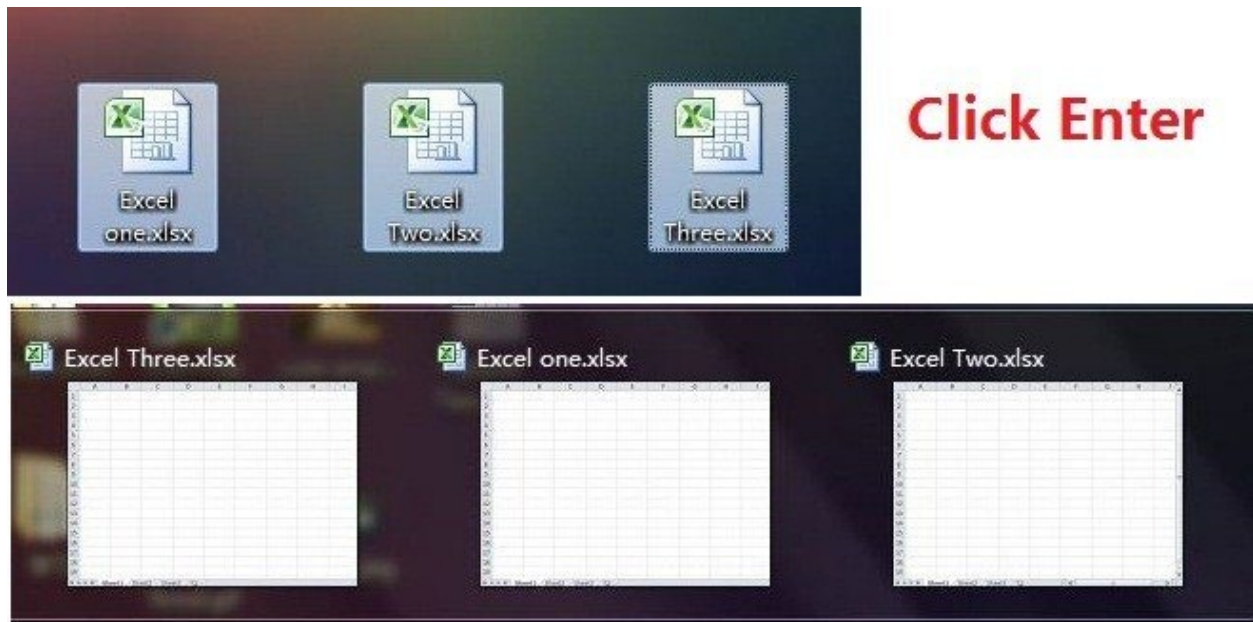 Excel
one.xlsx
Excel
Two.xlsx
Excel
Three.xlsx
Click Enter
Excel Three.xlsx
Excel one.xlsx
Excel Two.xlsx